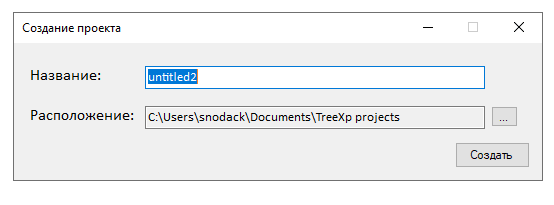 Создание проекта
Название:
untitled2
Расположение:
C:\Users\snodack\Documents\TreeXp projects
...
Создать